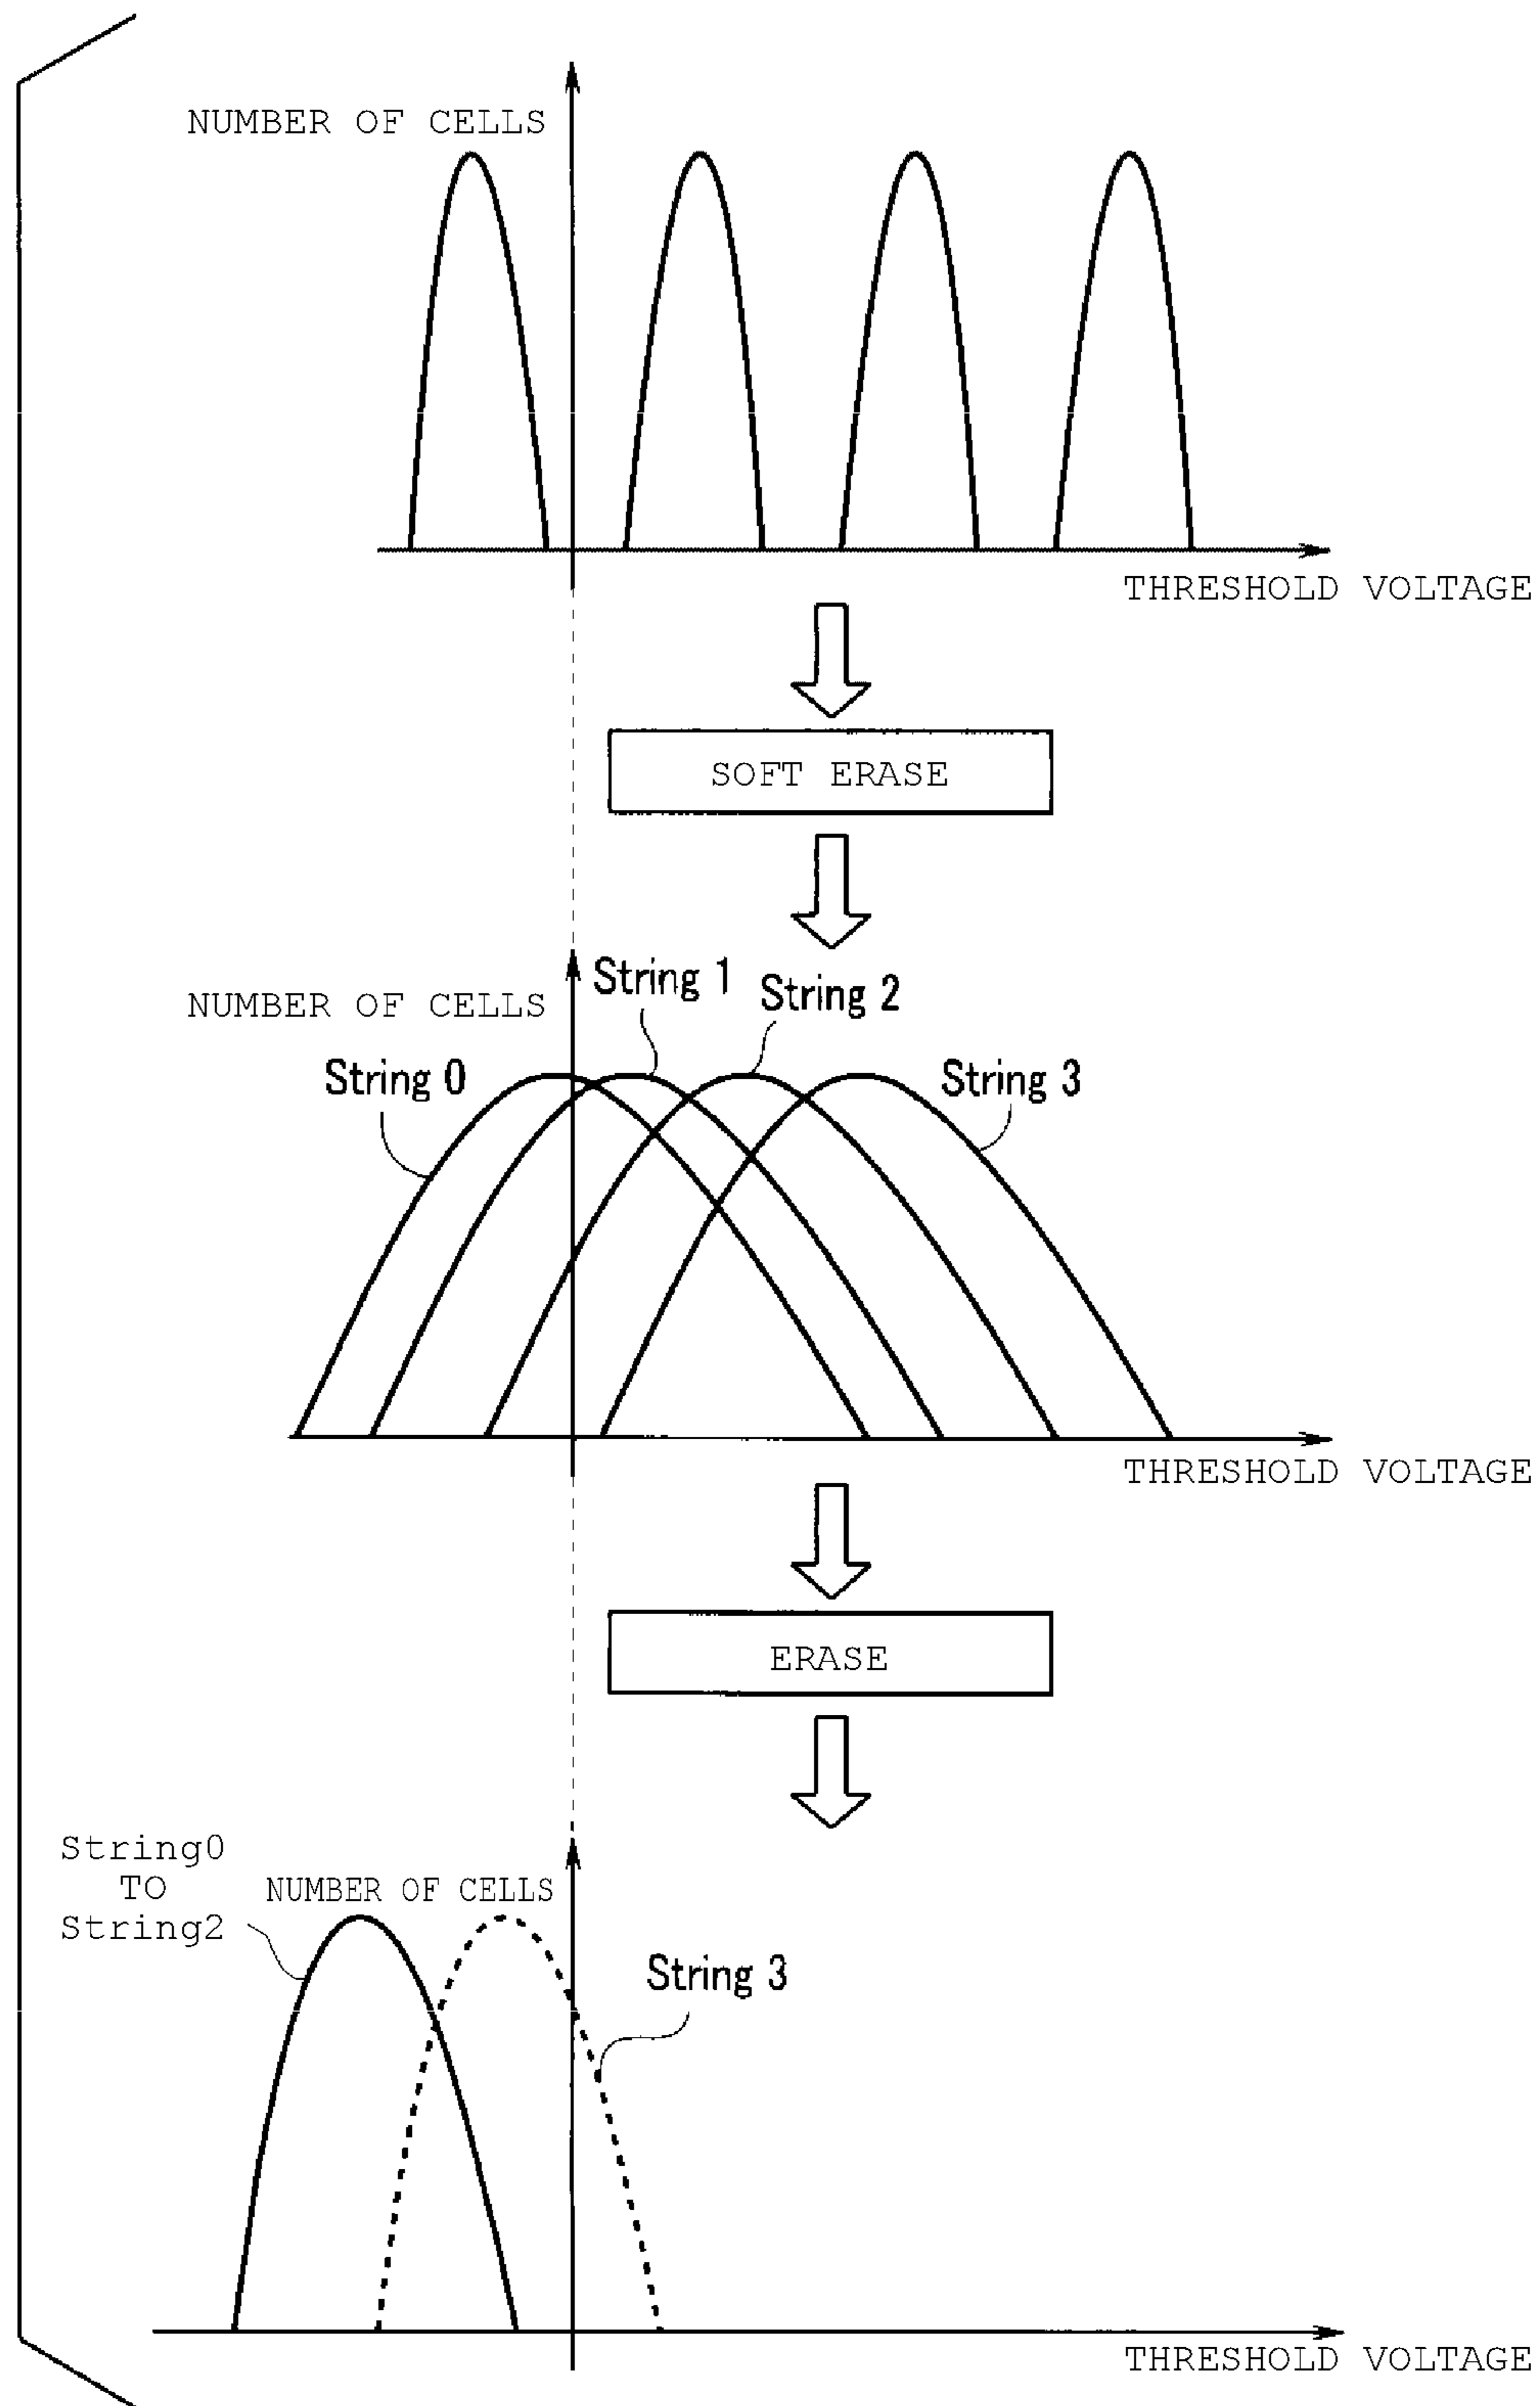 NUMBER OF CELLS
THRESHOLD VOLTAGE
SOFT ERASE
String 1
String 2
NUMBER OF CELLS
String 0
String 3
THRESHOLD VOLTAGE
ERASE
String0
TO
String2
NUMBER OF CELLS
String 3
THRESHOLD VOLTAGE